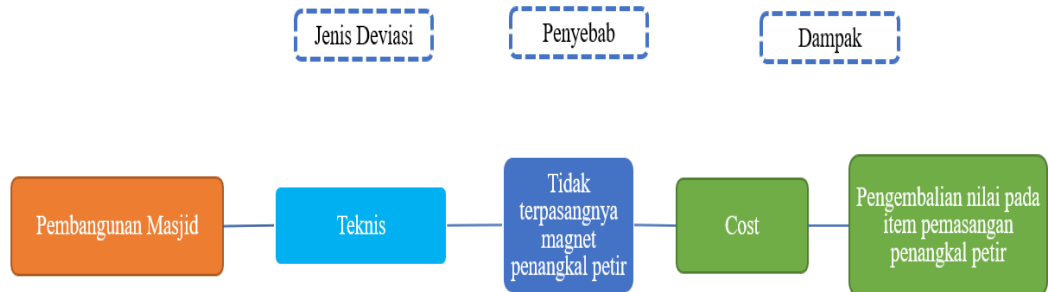 Jenis Deviasi
Penyebab
Dampak
Pembangunan Masjid
Teknis
Tidak
terpasangnya
magnet
penangkal petir
Cost
Pengembalian nilai pada
item pemasangan
penangkal petir